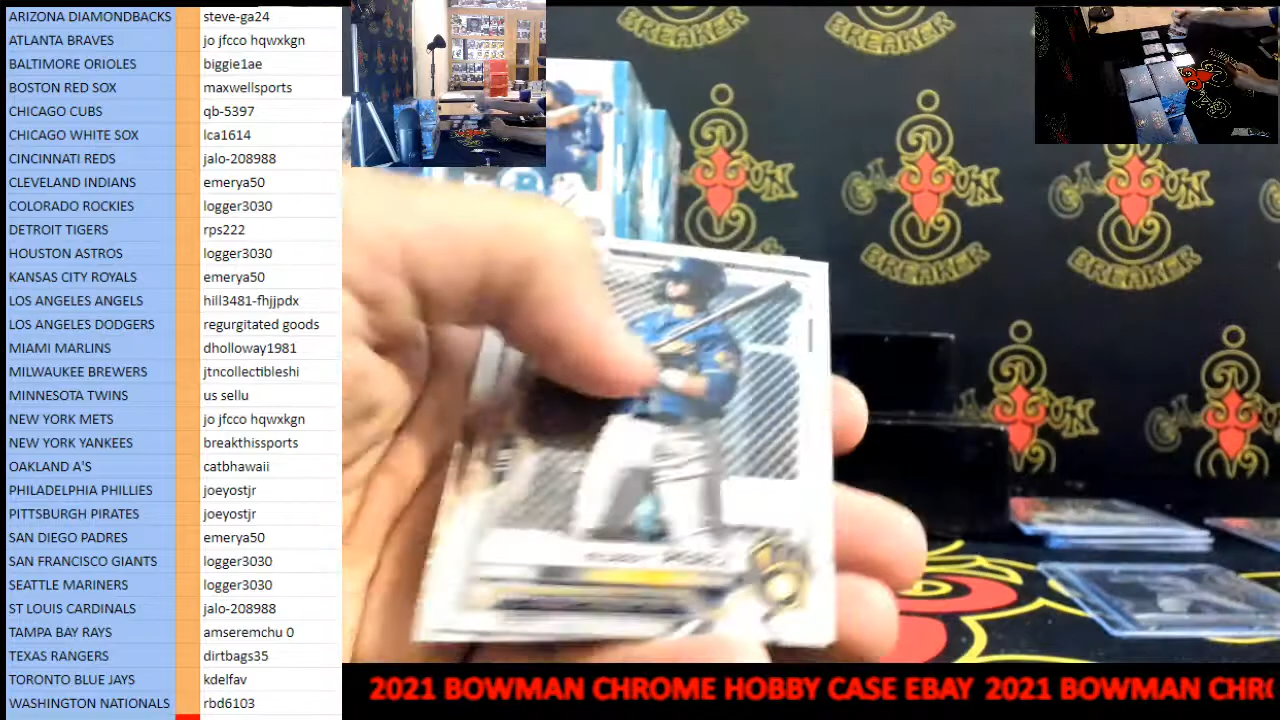 ARIZONA DIAMONDBACKS steve-ga24
ATLANTA BRAVES jo jfcco hqwxkgn
BALTIMORE ORIOLES biggie1ae
BOSTON RED SOX maxwellsports
CHICAGO CUBS qb-5397
CHICAGO WHITE SOX lca1614
CINCINNATI REDS jalo-208988
CLEVELAND INDIANS emerya50
COLORADO ROCKIES logger3030
DETROIT TIGERS rps222
HOUSTON ASTROS logger3030
KANSAS CITY ROYALS emerya50
LOS ANGELES ANGELS hill3481-fhjjpdx
LOS ANGELES DODGERS regurgitated goods
MIAMI MARLINS dholloway1981
MILWAUKEE BREWERS jtncollectibleshi
MINNESOTA TWINS us sellu
NEW YORK METS jo jfcco hqwxkgn
NEW YORK YANKEES breakthissports
OAKLAND A'S catbhawaii
PHILADELPHIA PHILLIES joeyostjr
PITTSBURGH PIRATES joeyostjr
SAN DIEGO PADRES emerya50
SAN FRANCISCO GIANTS logger3030
SEATTLE MARINERS logger3030
ST LOUIS CARDINALS jalo-208988
TAMPA BAY RAYS amseremchu 0
TEXAS RANGERS dirtbags35
TORONTO BLUE JAYS kdelfav
WASHINGTON NATIONALS rbd6103
BREAKER
BREAKER
BREAKER
BREAKER
BREAKER
2021 BOWMAN CHROME HOBBY CASE EBAY 2021 BOWMAN CHR